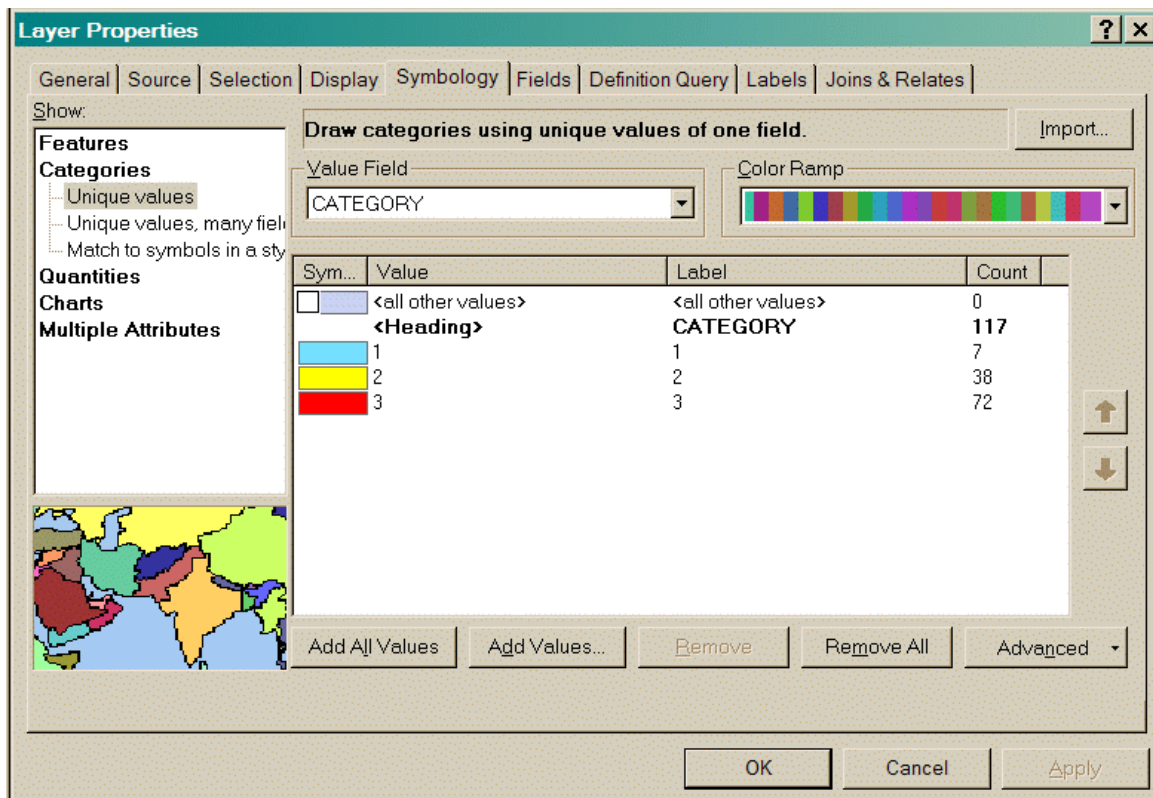 Layer Properties ? ×
General Source Selection Display Symbology Fields Definition Query Labels Joins & Relates
Show:
Features
Categories
Unique values
Unique values, many fiel
Match to symbols in a sty
Quantities
Charts
Multiple Attributes
Draw categories using unique values of one field.
Import...
Value Field
CATEGORY
Color Ramp
Sym... Value Label Count
<all other values> <all other values> 0
<Heading> CATEGORY 117
1 1 7
2 2 38
3 3 72
Add All Values Add Values... Remove Remove All Advanced
OK Cancel Apply